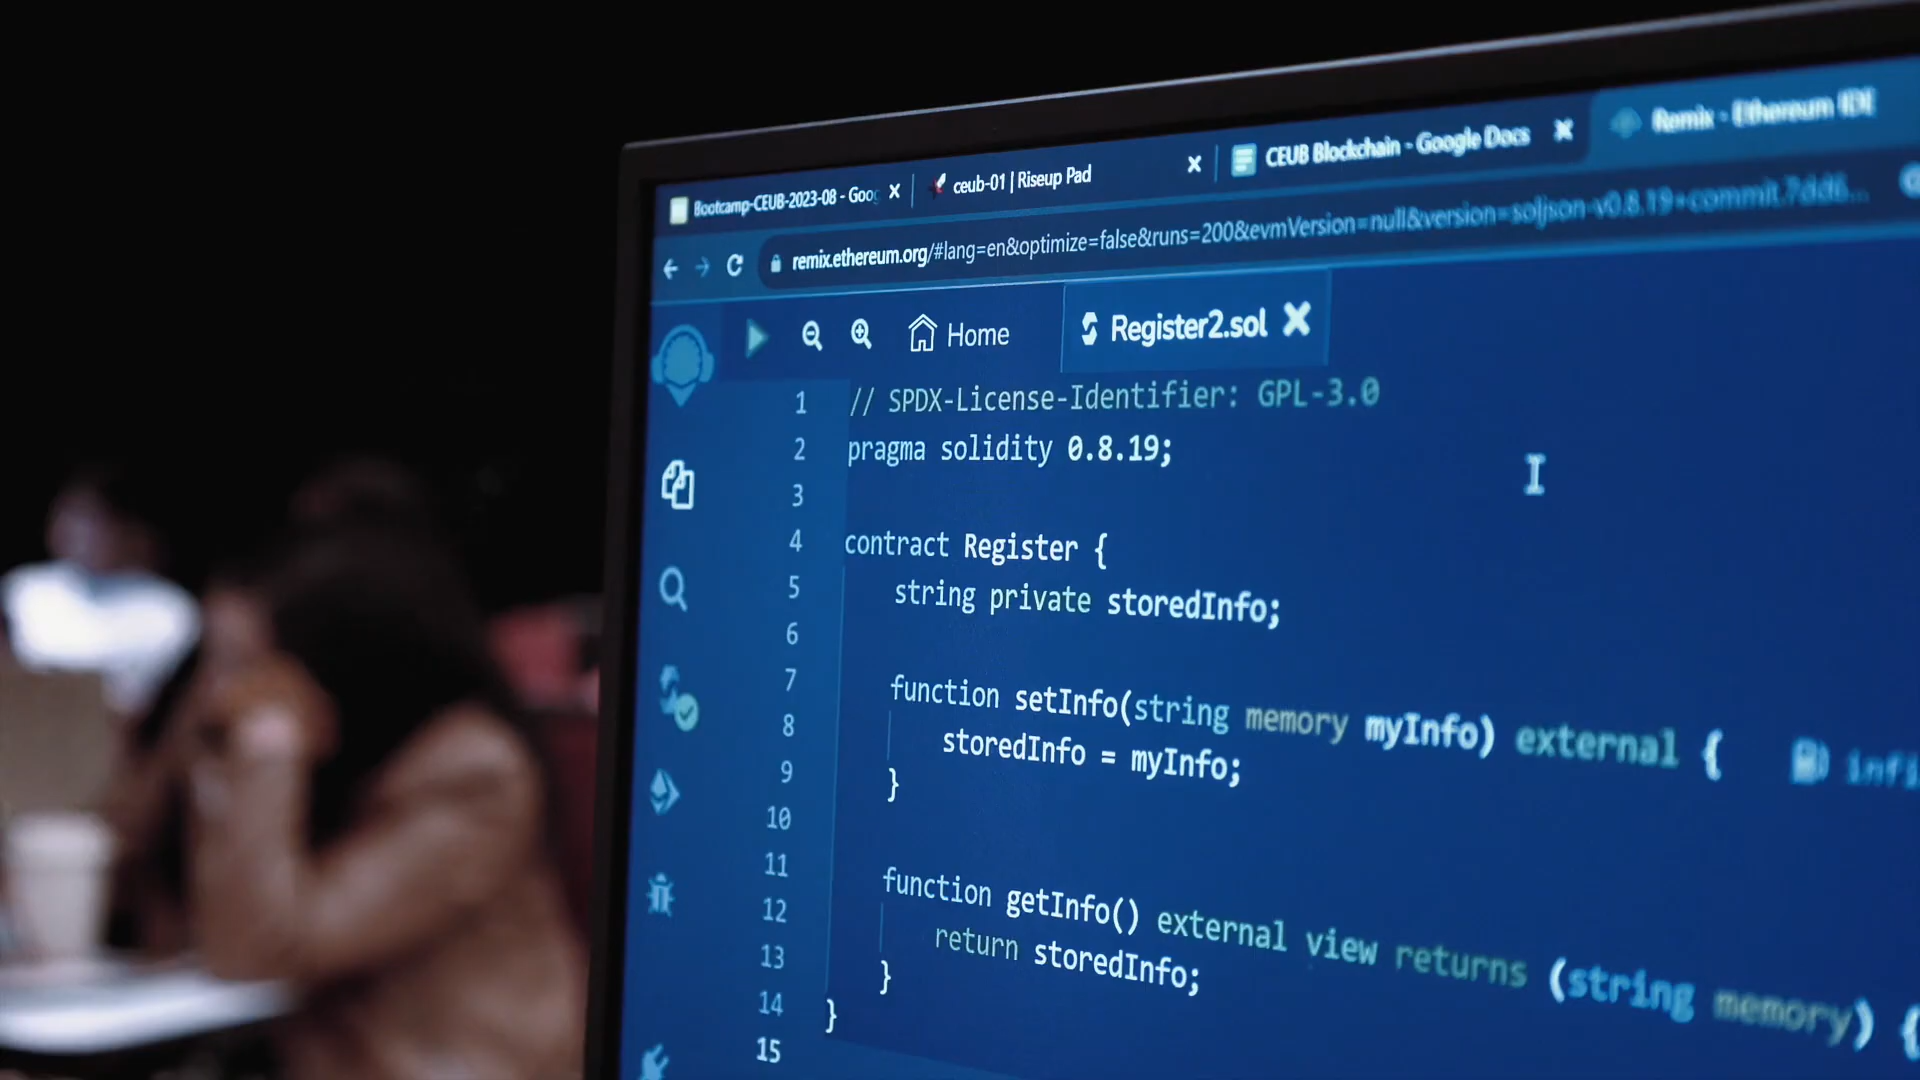 Bootcamp-CEUB-2023-08 - Goo
ceub-01 | Riseup Pad
CEUB Blockchain - Google Docs
Remix - Ethereum IDE
remix.ethereum.org/#lang=en&optimize=false&runs=200&evmVersion=null&version=soljson-v0.8.19+commit.7dd6...
Home
Register2.sol
1 // SPDX-License-Identifier: GPL-3.0
2 pragma solidity 0.8.19;
3
4 contract Register {
5 string private storedInfo;
6
7 function setInfo(string memory myInfo) external { infi
8 storedInfo = myInfo;
9 }
10
11
12 function getInfo() external view returns (string memory) {
13 return storedInfo;
14 }
15 }